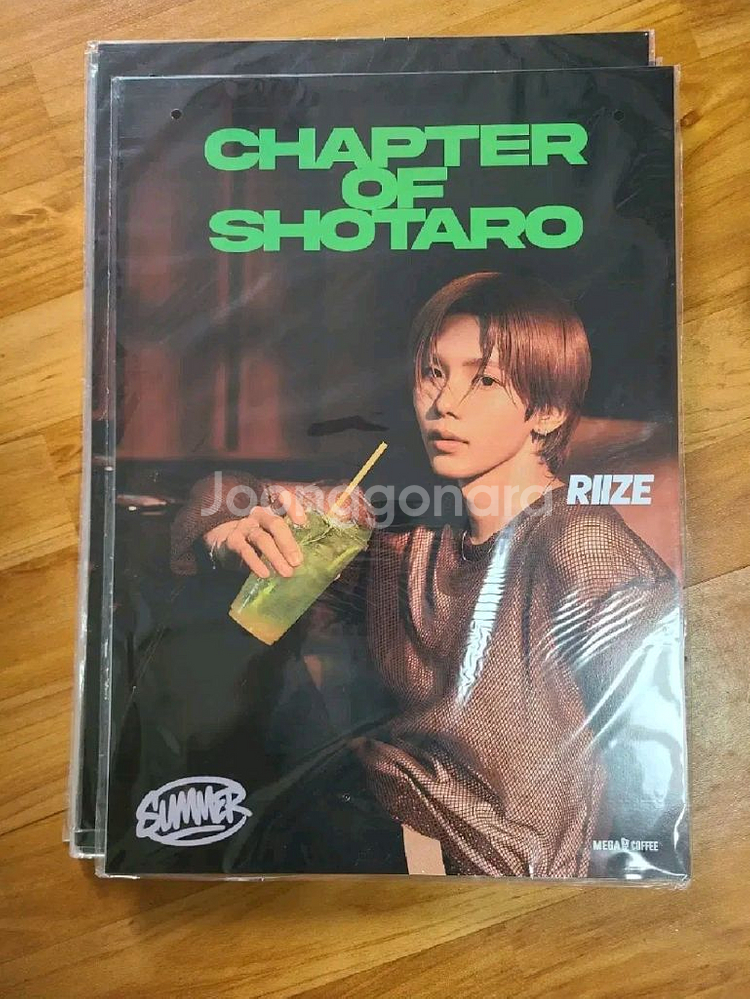 CHAPTER
OF
SHOTARO
Joonggonara
RIIZE
SUMMER
MEGA COFFEE